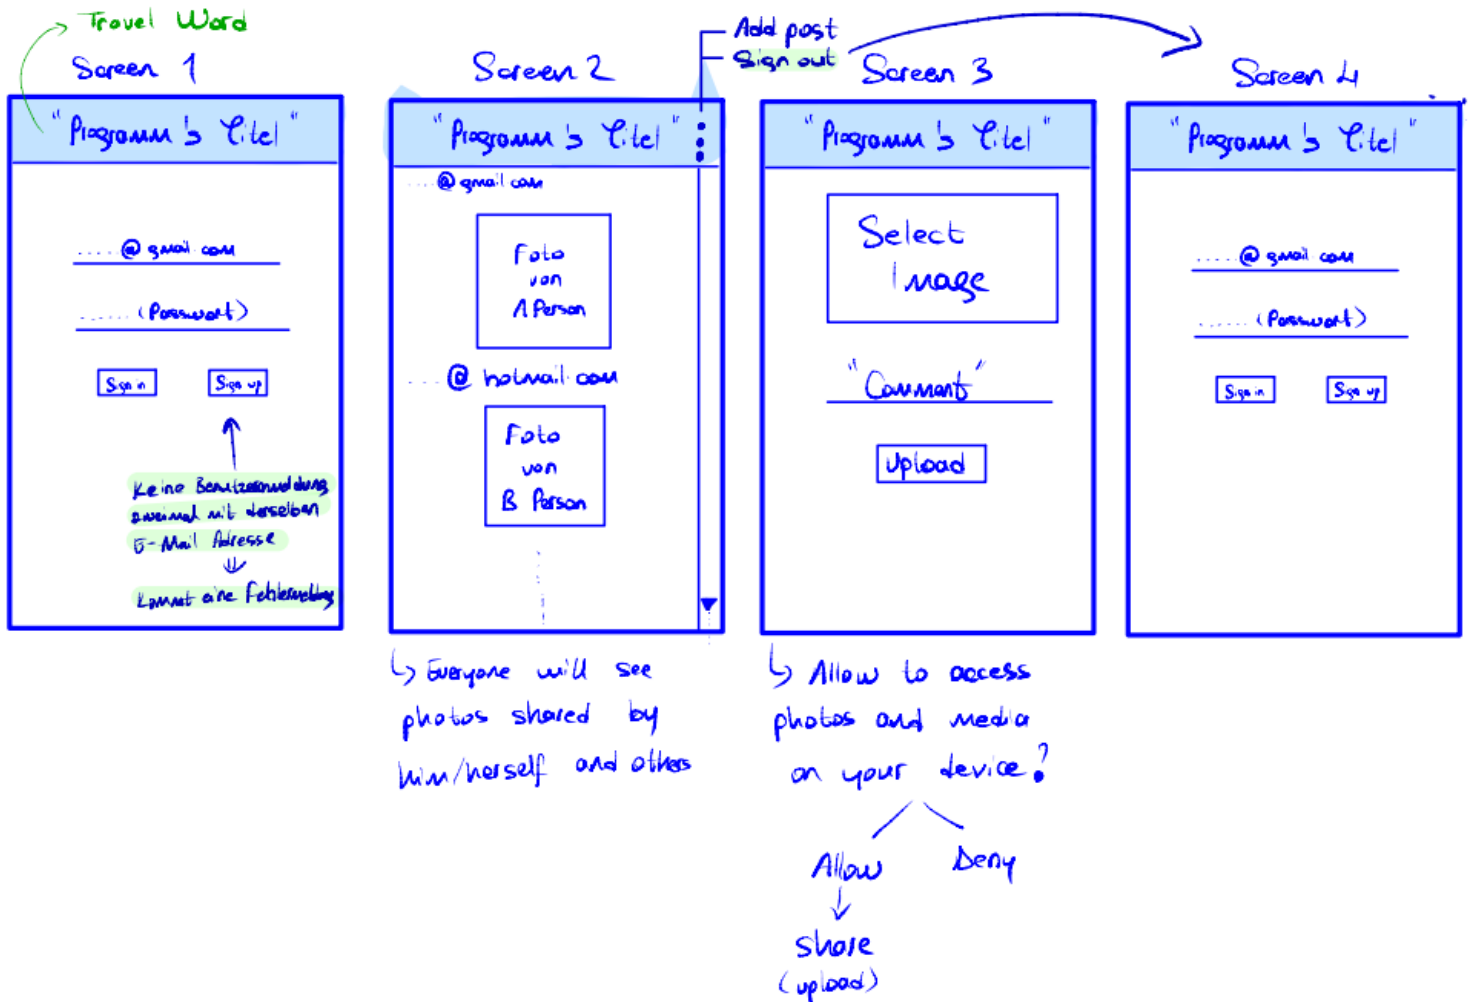 Travel Word
Screen 1
"Programm's Titel"
.....@gmail.com
......(Passwort)
Sign in
Sign up
Keine Benutzeranmeldung
zweimal mit derselben
E-Mail Adresse
kommt eine Fehlermeldung
Screen 2
Add post
Sign out
"Programm's Titel"
....@gmail.com
Foto
von
A Person
....@hotmail.com
Foto
von
B Person
Everyone will see
photos shared by
him/herself and others
Screen 3
"Programm's Titel"
Select
Image
"Comment"
Upload
Allow to access
photos and media
on your device?
Allow
Deny
share
(upload)
Screen 4
"Programm's Titel"
.....@gmail.com
......(Passwort)
Sign in
Sign up